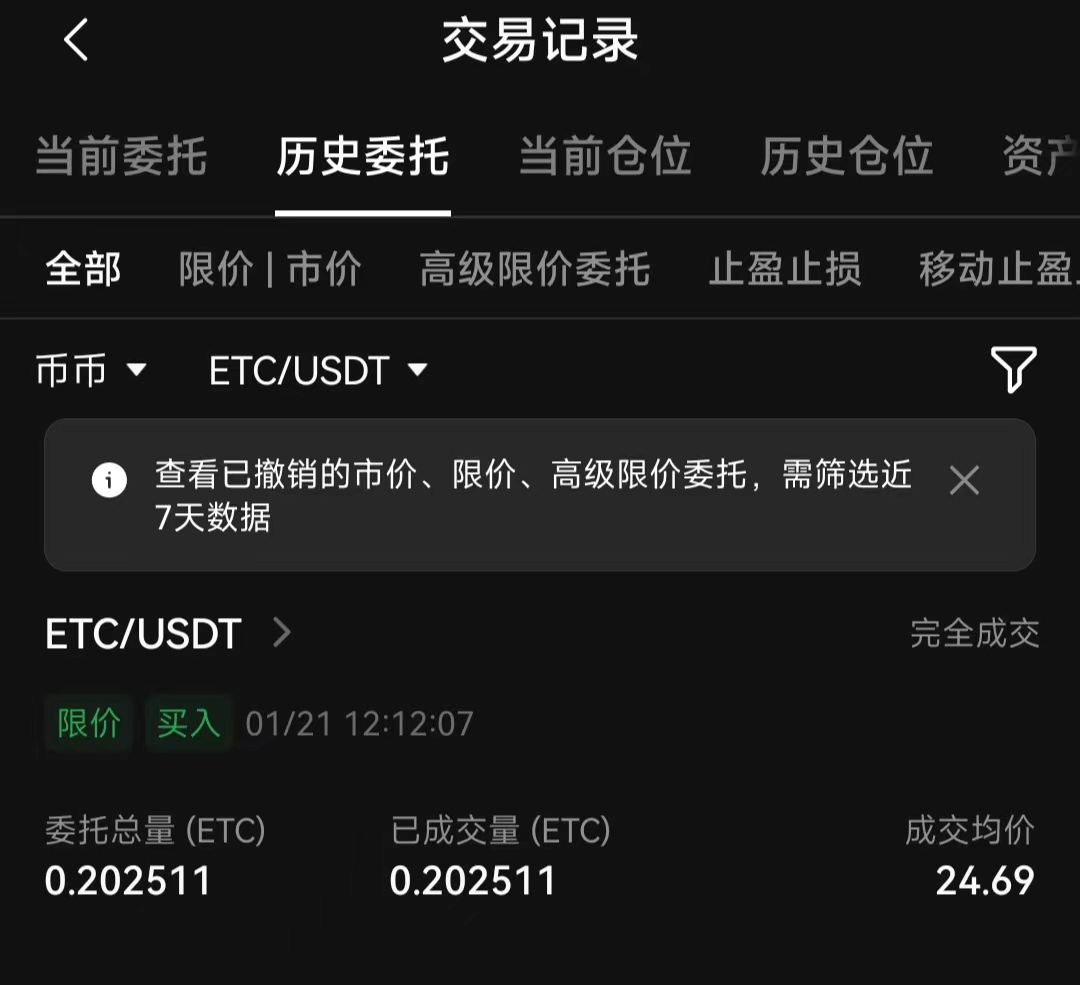 交易记录
当前委托 历史委托 当前仓位 历史仓位 资产
全部 限价 | 市价 高级限价委托 止盈止损 移动止盈
币币 ETC/USDT
查看已撤销的市价、限价、高级限价委托，需筛选近
7天数据
ETC/USDT 完全成交
限价 买入 01/21 12:12:07
委托总量 (ETC) 已成交量 (ETC) 成交均价
0.202511 0.202511 24.69